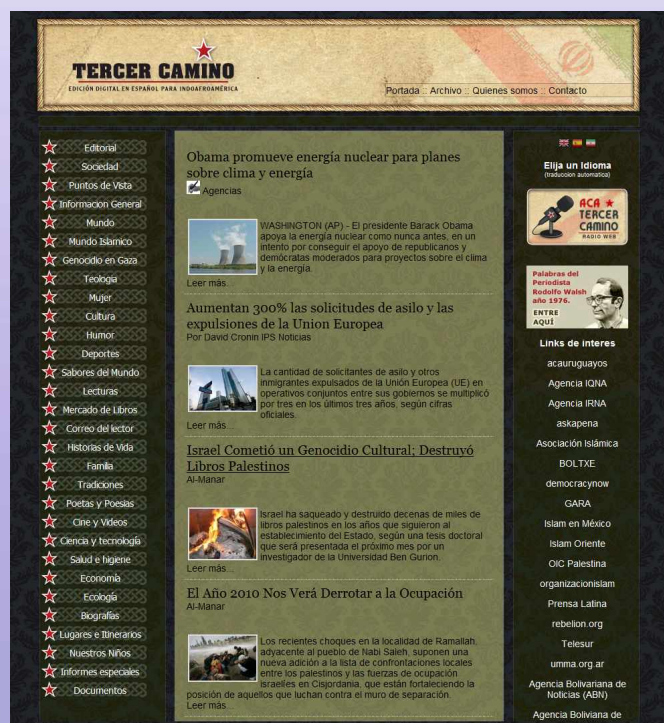 TERCER CAMINO
EDICIÓN DIGITAL EN ESPAÑOL PARA INDOAFROAMÉRICA
Portada :: Archivo :: Quienes somos :: Contacto
Editorial
Sociedad
Puntos de Vista
Informacion General
Mundo
Mundo Islamico
Genocidio en Gaza
Teologia
Mujer
Cultura
Humor
Deportes
Sabores del Mundo
Lecturas
Mercado de Libros
Correo del lector
Historias de Vida
Familia
Tradiciones
Poetas y Poesias
Cine y Videos
Ciencia y tecnología
Salud e higiene
Economía
Ecología
Biografías
Lugares e Itinerarios
Nuestros Niños
Informes especiales
Documentos
Obama promueve energía nuclear para planes
sobre clima y energía
Agencias
WASHINGTON (AP) - El presidente Barack Obama
apoya la energía nuclear como nunca antes, en un
intento por conseguir el apoyo de republicanos y
demócratas moderados para proyectos sobre el clima
y la energía.
Leer más...
Aumentan 300% las solicitudes de asilo y las
expulsiones de la Union Europea
Por David Cronin IPS Noticias
La cantidad de solicitantes de asilo y otros
inmigrantes expulsados de la Unión Europea (UE) en
operativos conjuntos entre sus gobiernos se multiplicó
por tres en los últimos tres años, según cifras
oficiales.
Leer más...
Israel Cometió un Genocidio Cultural; Destruyó
Libros Palestinos
Al-Manar
Israel ha saqueado y destruido decenas de miles de
libros palestinos en los años que siguieron al
establecimiento del Estado, según una tesis doctoral
que será presentada el próximo mes por un
investigador de la Universidad Ben Gurion.
Leer más...
El Año 2010 Nos Verá Derrotar a la Ocupación
Al-Manar
Los recientes choques en la localidad de Ramallah,
adyacente al pueblo de Nabi Saleh, suponen una
nueva adición a la lista de confrontaciones locales
entre los palestinos y las fuerzas de ocupación
israelíes en Cisjordania, que están fortaleciendo la
posición de aquellos que luchan contra el muro de separación.
Leer más...
Elija un Idioma
(traduccion automatica)
ACA
TERCER
CAMINO
RADIO WEB
Palabras del
Periodista
Rodolfo Walsh
año 1976.
ENTRE
AQUÍ
Links de interes
acauruguayos
Agencia IQNA
Agencia IRNA
askapena
Asociación Islámica
BOLTXE
democracynow
GARA
Islam en México
Islam Oriente
OIC Palestina
organizacionislam
Prensa Latina
rebelion.org
Telesur
umma.org.ar
Agencia Bolivariana de
Noticias (ABN)
Agencia Boliviana de